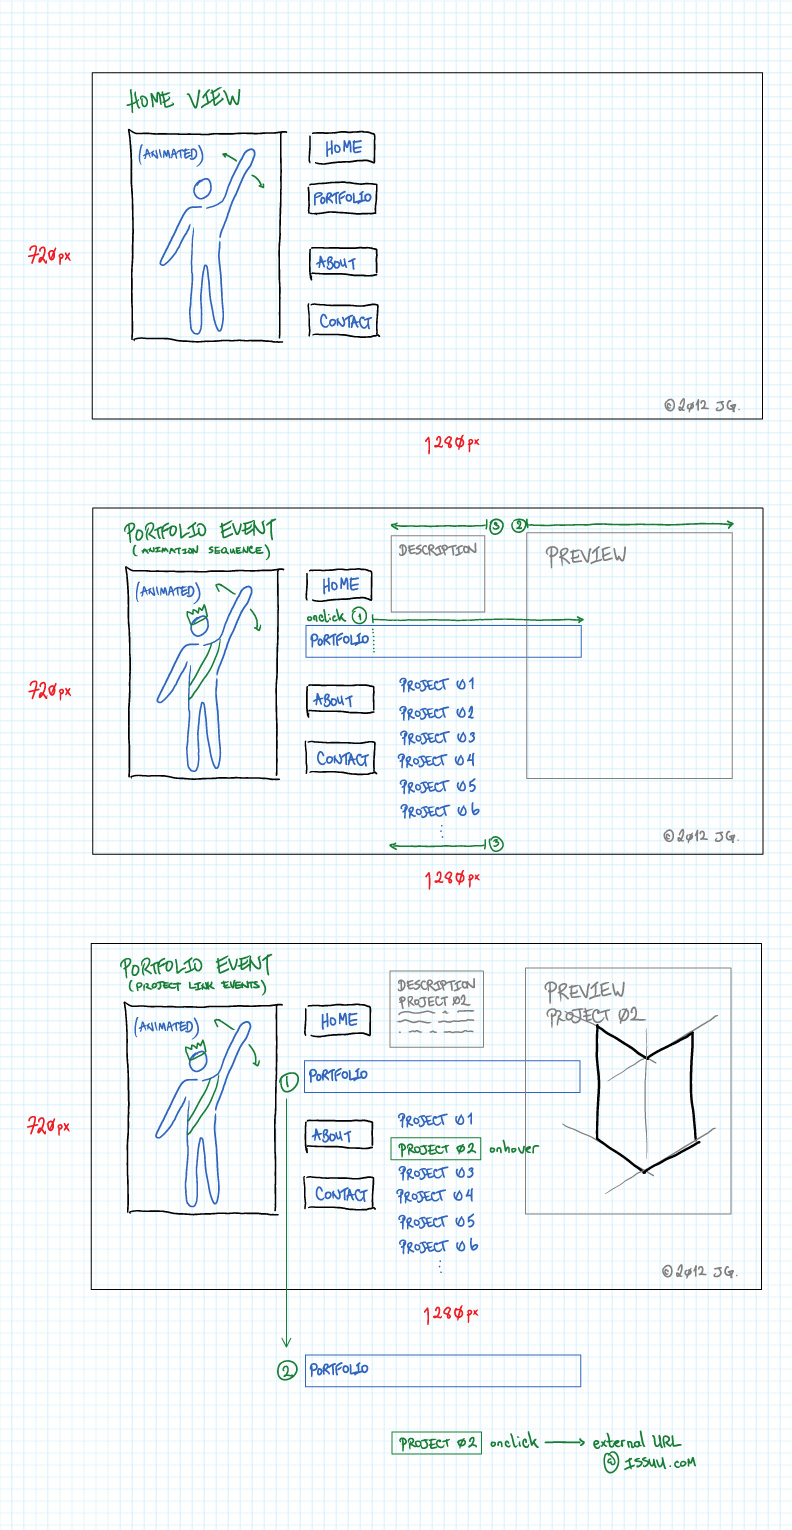 HOME VIEW
(ANIMATED)
HOME
PORTFOLIO
720px
ABOUT
CONTACT
©2012 JG.
1280px
PORTFOLIO EVENT
(ANIMATION SEQUENCE)
3 2
DESCRIPTION
PREVIEW
(ANIMATED)
HOME
onclick 1
PORTFOLIO
720px
ABOUT
CONTACT
PROJECT 01
PROJECT 02
PROJECT 03
PROJECT 04
PROJECT 05
PROJECT 06
⋮
©2012 JG.
3
1280px
PORTFOLIO EVENT
(PROJECT LINK EVENTS)
DESCRIPTION
PROJECT 02
PREVIEW
PROJECT 02
(ANIMATED)
HOME
1 PORTFOLIO
720px
ABOUT
CONTACT
PROJECT 01
PROJECT 02 onhover
PROJECT 03
PROJECT 04
PROJECT 05
PROJECT 06
⋮
©2012 JG.
1280px
2 PORTFOLIO
PROJECT 02 onclick → external URL
@ ISSUU.COM